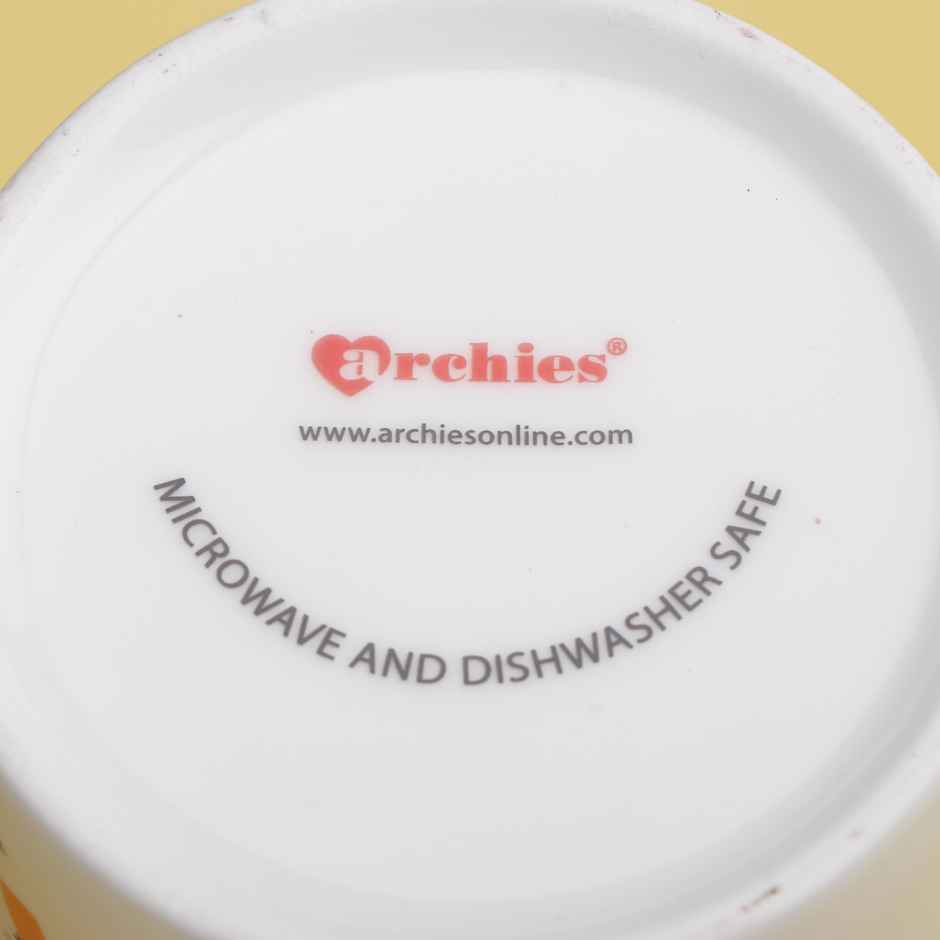 archies®
www.archiesonline.com
MICROWAVE AND DISHWASHER SAFE